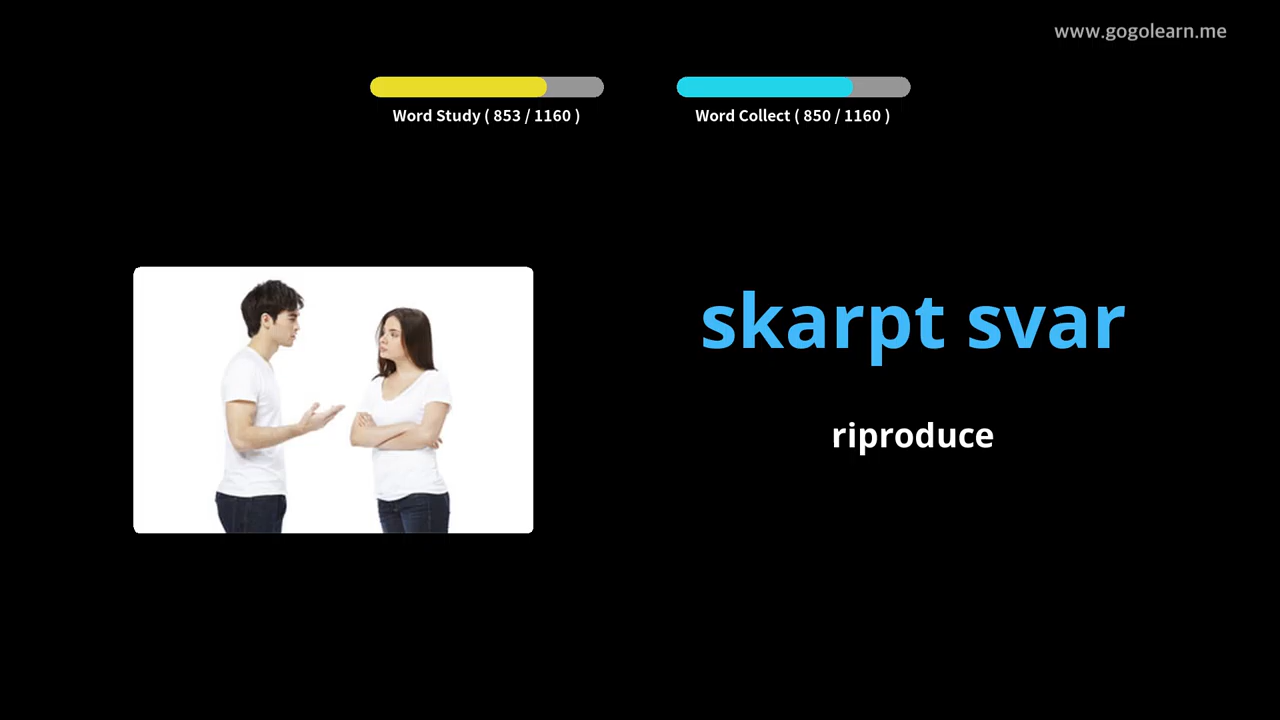 www.gogolearn.me
Word Study ( 853 / 1160 )
Word Collect ( 850 / 1160 )
skarpt svar
riproduce